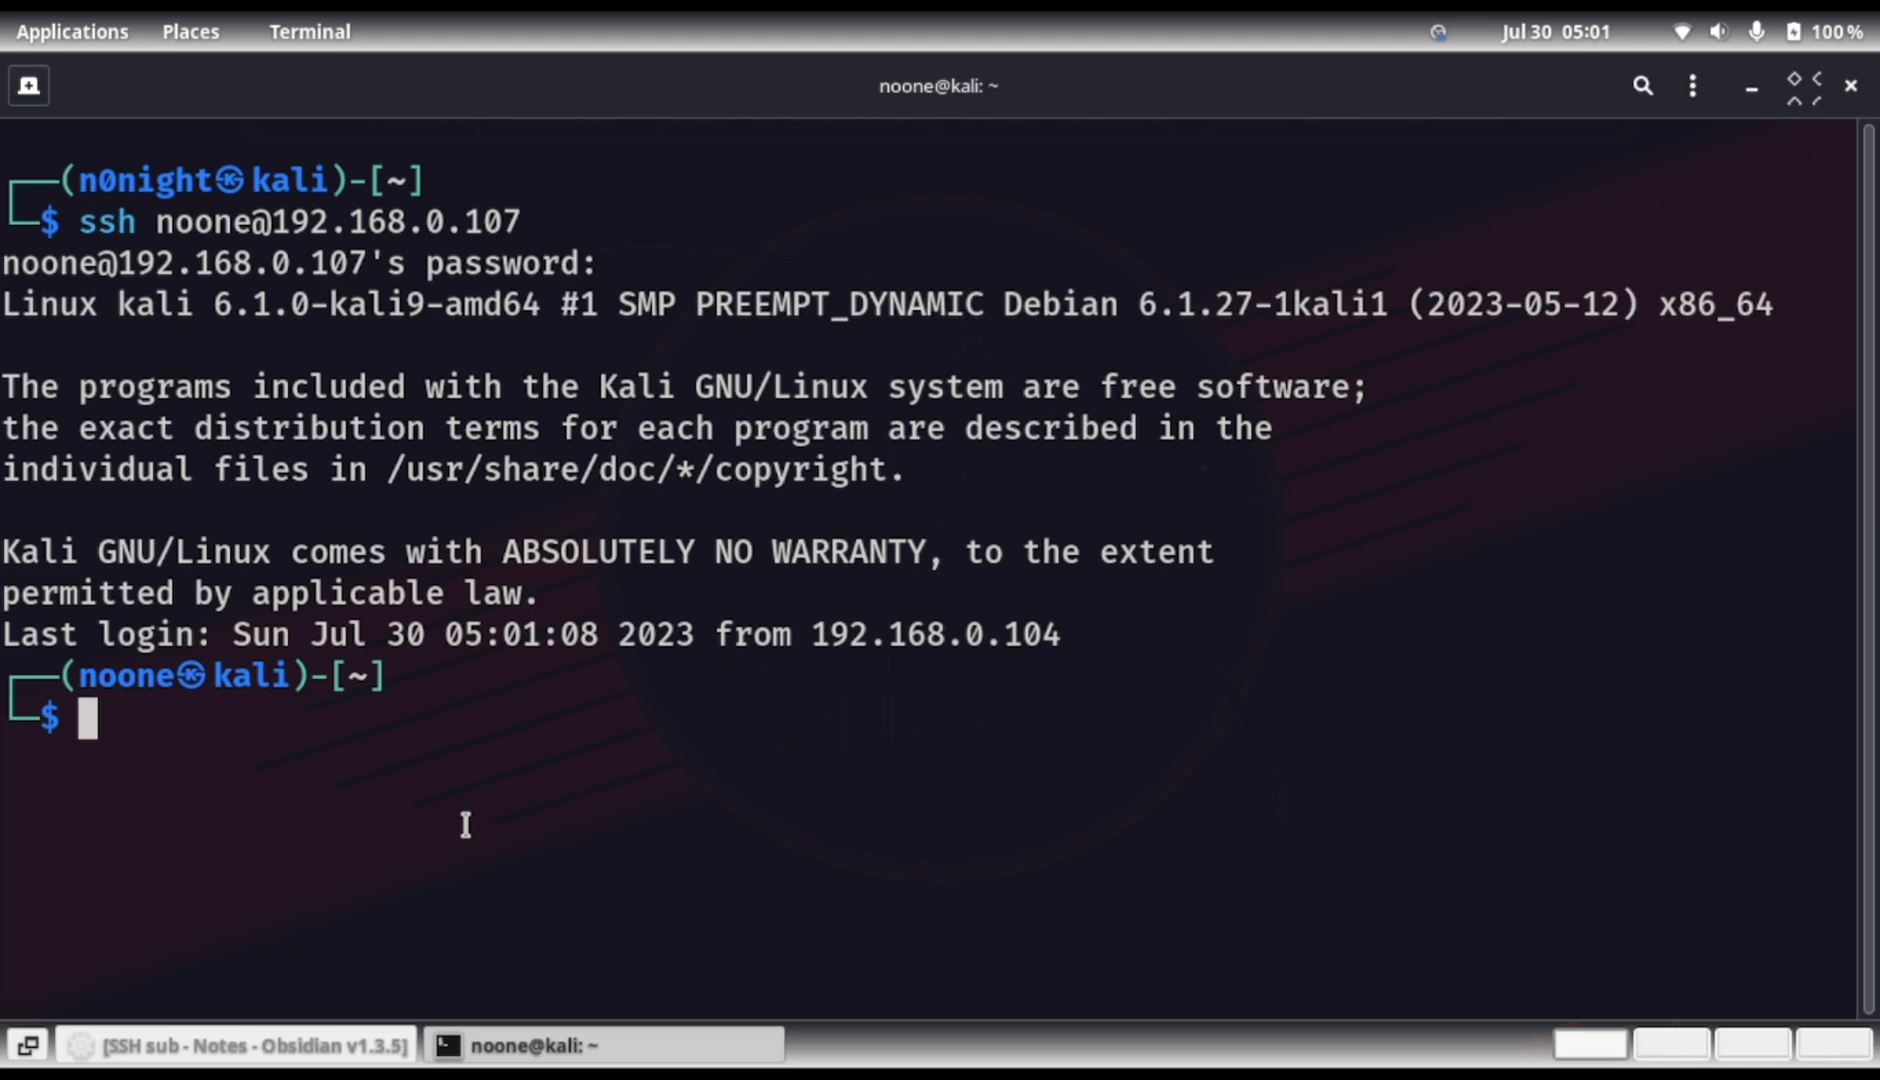 Applications Places Terminal Jul 30 05:01 100 %
noone@kali: ~
┌──(n0night㉿kali)-[~]
└─$ ssh noone@192.168.0.107
noone@192.168.0.107's password:
Linux kali 6.1.0-kali9-amd64 #1 SMP PREEMPT_DYNAMIC Debian 6.1.27-1kali1 (2023-05-12) x86_64
The programs included with the Kali GNU/Linux system are free software;
the exact distribution terms for each program are described in the
individual files in /usr/share/doc/*/copyright.
Kali GNU/Linux comes with ABSOLUTELY NO WARRANTY, to the extent
permitted by applicable law.
Last login: Sun Jul 30 05:01:08 2023 from 192.168.0.104
┌──(noone㉿kali)-[~]
└─$
LINUX
[SSH sub - Notes - Obsidian v1.3.5] noone@kali: ~